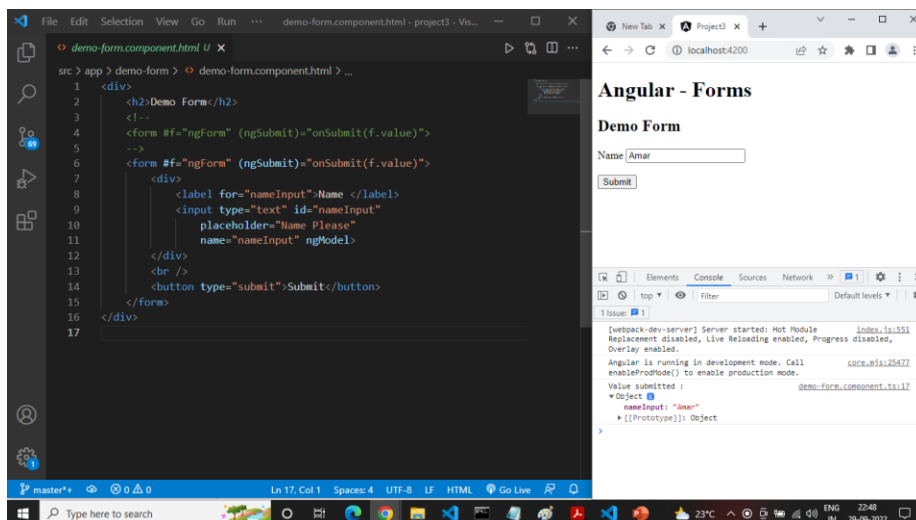 File Edit Selection View Go Run ··· demo-form.component.html - project3 - Vis...
demo-form.component.html U
src > app > demo-form > demo-form.component.html > ...
1 <div>
2 <h2>Demo Form</h2>
3 <!--
4 <form #f="ngForm" (ngSubmit)="onSubmit(f.value)">
5 -->
6 <form #f="ngForm" (ngSubmit)="onSubmit(f.value)">
7 <div>
8 <label for="nameInput">Name </label>
9 <input type="text" id="nameInput"
10 placeholder="Name Please"
11 name="nameInput" ngModel>
12 </div>
13 <br />
14 <button type="submit">Submit</button>
15 </form>
16 </div>
17
69
1
master*+ 0 0 Ln 17, Col 1 Spaces: 4 UTF-8 LF HTML Go Live
New Tab Project3
localhost:4200
Angular - Forms
Demo Form
Name Amar
Submit
Elements Console Sources Network » 1
top Filter Default levels
1 Issue: 1
[webpack-dev-server] Server started: Hot Module index.js:551
Replacement disabled, Live Reloading enabled, Progress disabled,
Overlay enabled.
Angular is running in development mode. Call core.mjs:25477
enableProdMode() to enable production mode.
Value submitted : demo-form.component.ts:17
Object
nameInput: "Amar"
[[Prototype]]: Object
Type here to search 23°C ENG 22:48
IN 29-09-2022